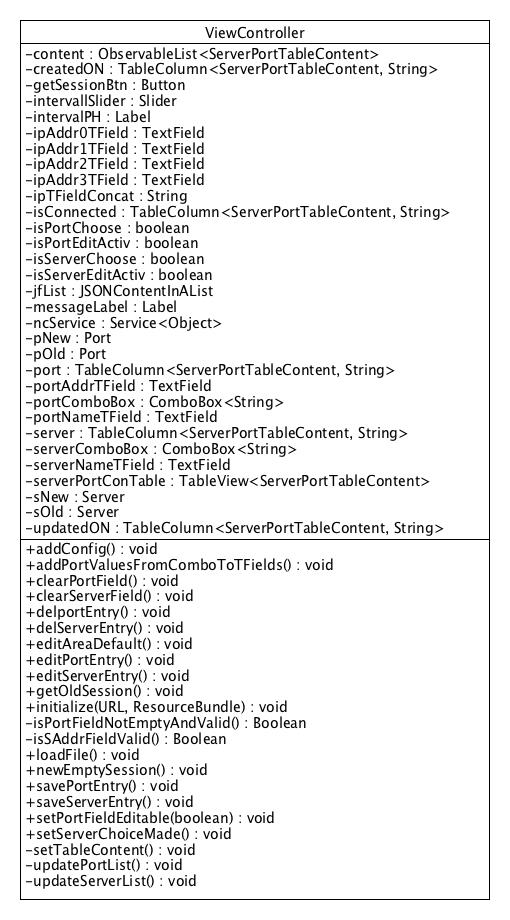 ViewController
-content : ObservableList<ServerPortTableContent>
-createdON : TableColumn<ServerPortTableContent, String>
-getSessionBtn : Button
-intervallSlider : Slider
-intervalPH : Label
-ipAddr0TField : TextField
-ipAddr1TField : TextField
-ipAddr2TField : TextField
-ipAddr3TField : TextField
-ipTFieldConcat : String
-isConnected : TableColumn<ServerPortTableContent, String>
-isPortChoose : boolean
-isPortEditActiv : boolean
-isServerChoose : boolean
-isServerEditActiv : boolean
-jfList : JSONContentInAList
-messageLabel : Label
-ncService : Service<Object>
-pNew : Port
-pOld : Port
-port : TableColumn<ServerPortTableContent, String>
-portAddrTField : TextField
-portComboBox : ComboBox<String>
-portNameTField : TextField
-server : TableColumn<ServerPortTableContent, String>
-serverComboBox : ComboBox<String>
-serverNameTField : TextField
-serverPortConTable : TableView<ServerPortTableContent>
-sNew : Server
-sOld : Server
-updatedON : TableColumn<ServerPortTableContent, String>
+addConfig() : void
+addPortValuesFromComboToTFields() : void
+clearPortField() : void
+clearServerField() : void
+delportEntry() : void
+delServerEntry() : void
+editAreaDefault() : void
+editPortEntry() : void
+editServerEntry() : void
+getOldSession() : void
+initialize(URL, ResourceBundle) : void
-isPortFieldNotEmptyAndValid() : Boolean
-isSAddrFieldValid() : Boolean
+loadFile() : void
+newEmptySession() : void
+savePortEntry() : void
+saveServerEntry() : void
+setPortFieldEditable(boolean) : void
+setServerChoiceMade() : void
-setTableContent() : void
-updatePortList() : void
-updateServerList() : void